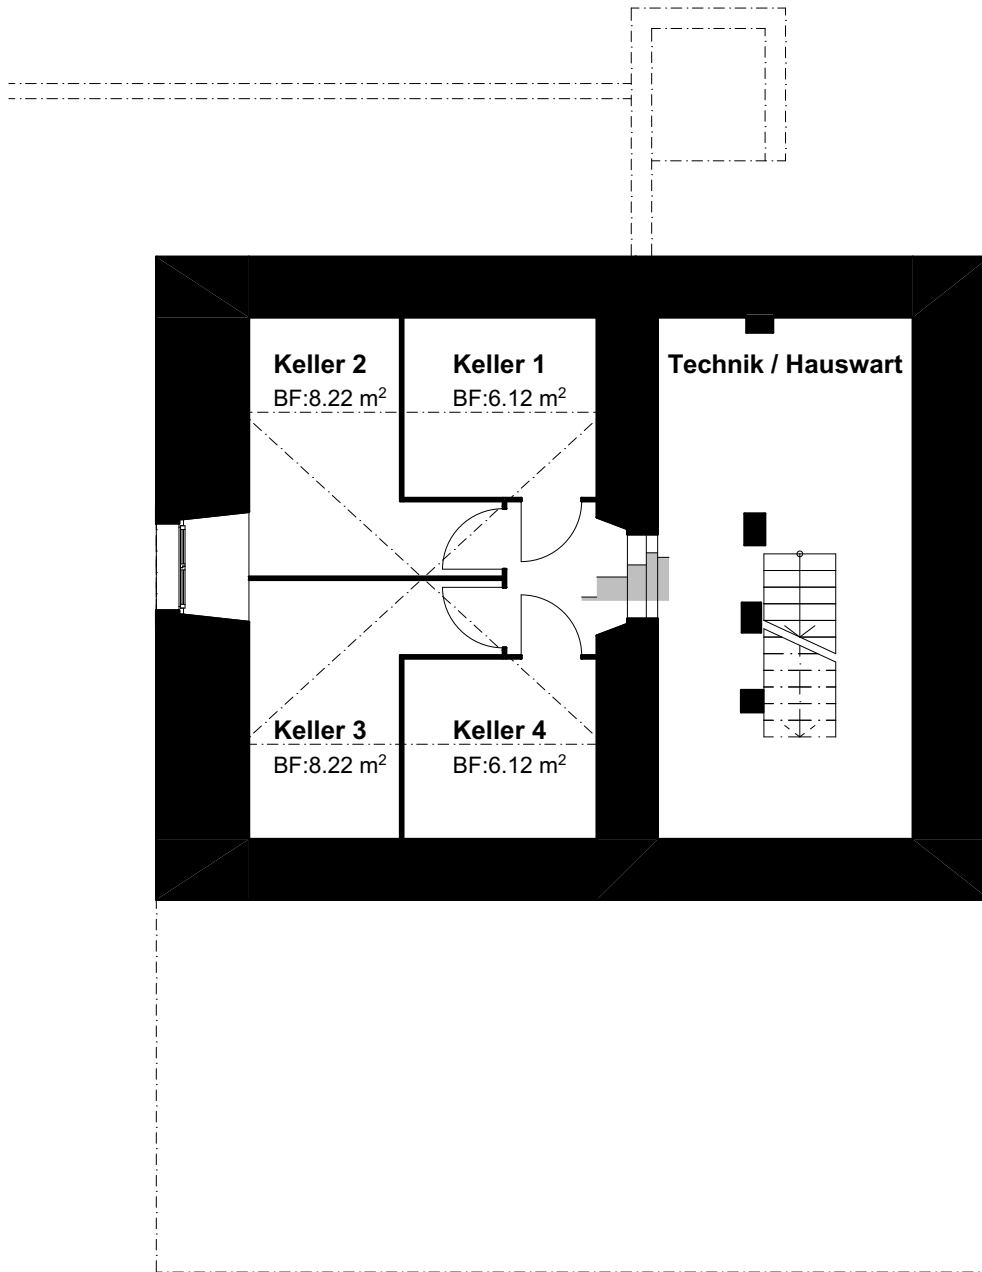 Keller 2
BF:8.22 m²
Keller 1
BF:6.12 m²
Technik / Hauswart
Keller 3
BF:8.22 m²
Keller 4
BF:6.12 m²